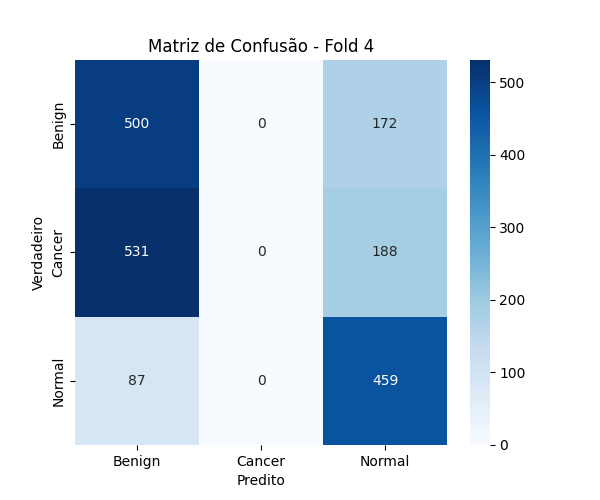 Matriz de Confusão - Fold 4
Verdadeiro
Benign
500
0
172
Cancer
531
0
188
Normal
87
0
459
Benign
Cancer
Normal
Predito
500
400
300
200
100
0